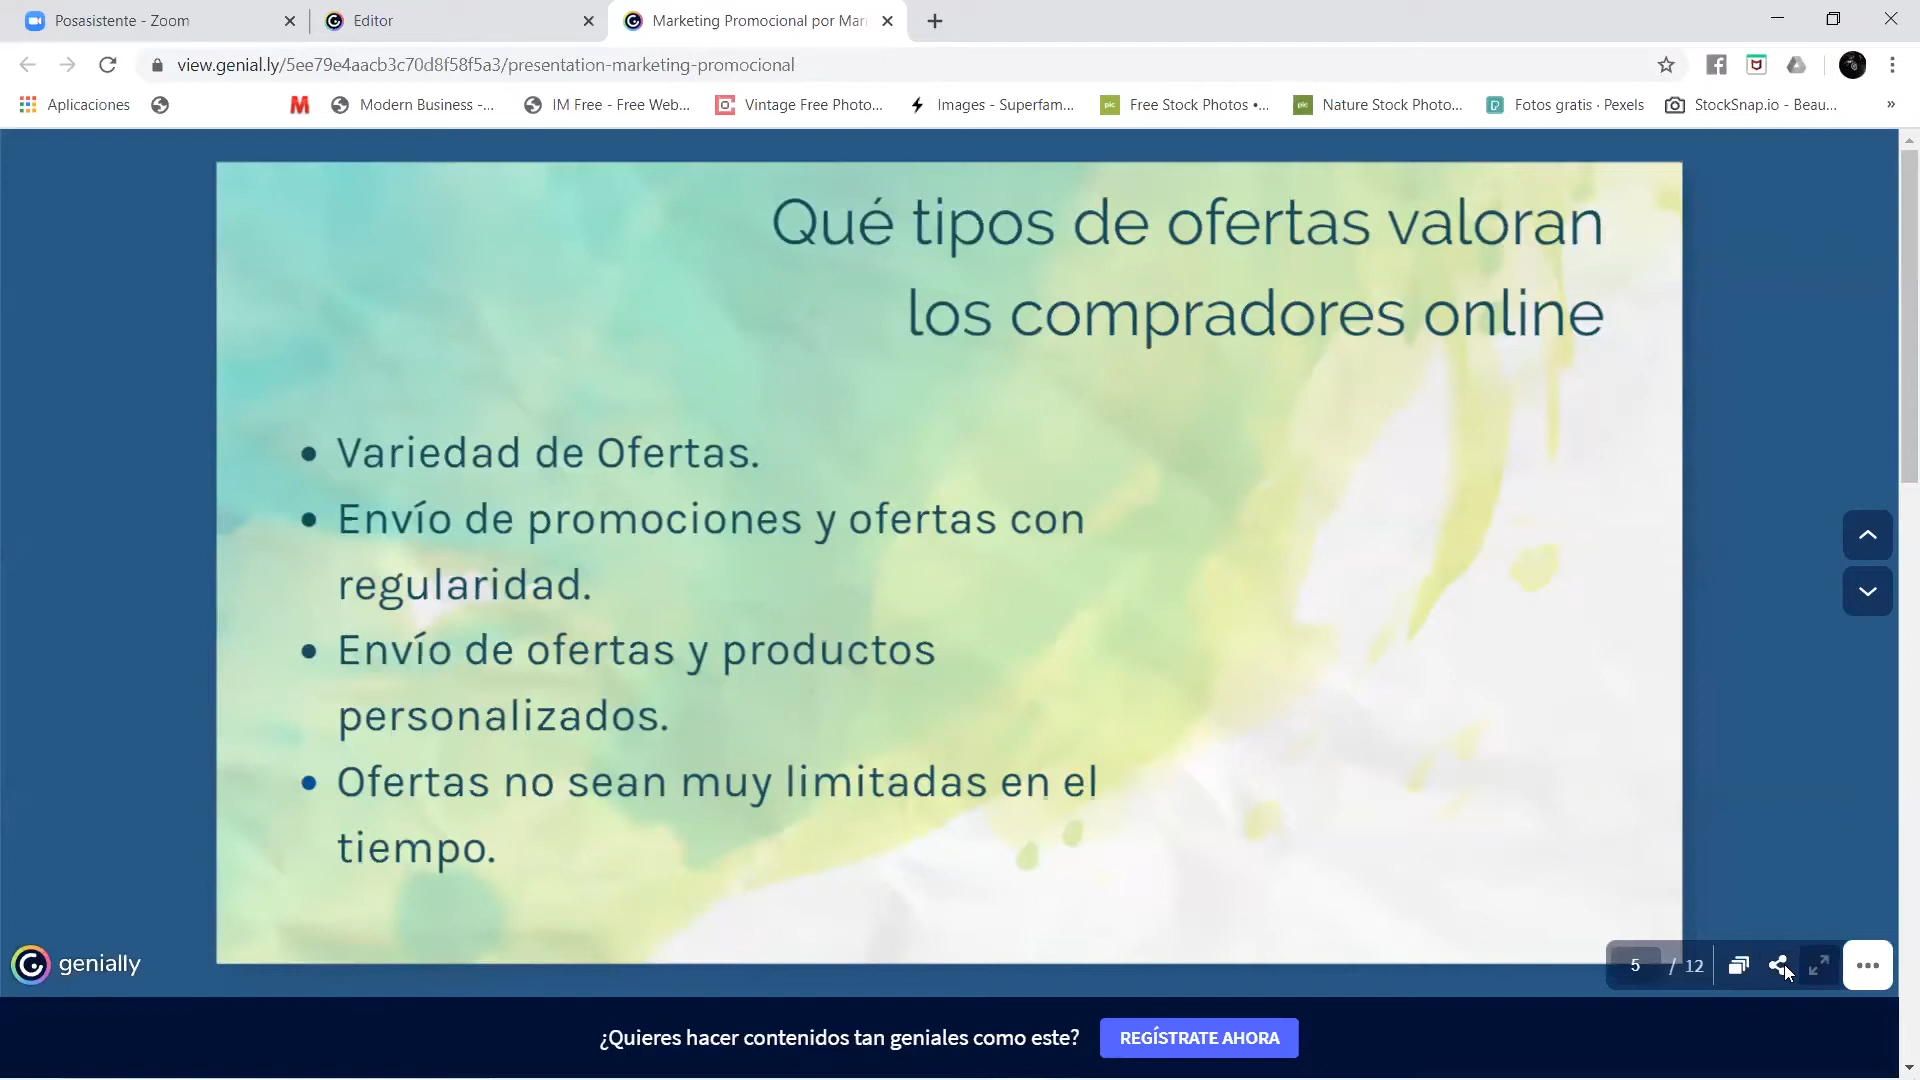 Posasistente - Zoom
Editor
Marketing Promocional por Mar
view.genial.ly/5ee79e4aacb3c70d8f58f5a3/presentation-marketing-promocional
Aplicaciones
Modern Business -...
IM Free - Free Web...
Vintage Free Photo...
Images - Superfam...
Free Stock Photos •...
Nature Stock Photo...
Fotos gratis · Pexels
StockSnap.io - Beau...
»
Qué tipos de ofertas valoran
los compradores online
• Variedad de Ofertas.
• Envío de promociones y ofertas con
regularidad.
• Envío de ofertas y productos
personalizados.
• Ofertas no sean muy limitadas en el
tiempo.
genially
5 / 12
¿Quieres hacer contenidos tan geniales como este?
REGÍSTRATE AHORA